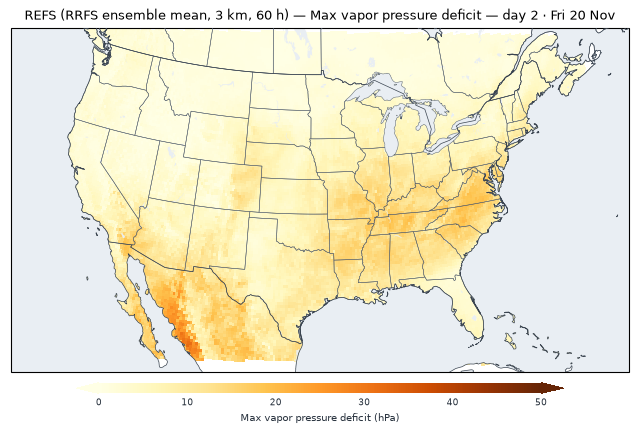 REFS (RRFS ensemble mean, 3 km, 60 h) — Max vapor pressure deficit — day 2 · Fri 20 Nov
0 10 20 30 40 50
Max vapor pressure deficit (hPa)